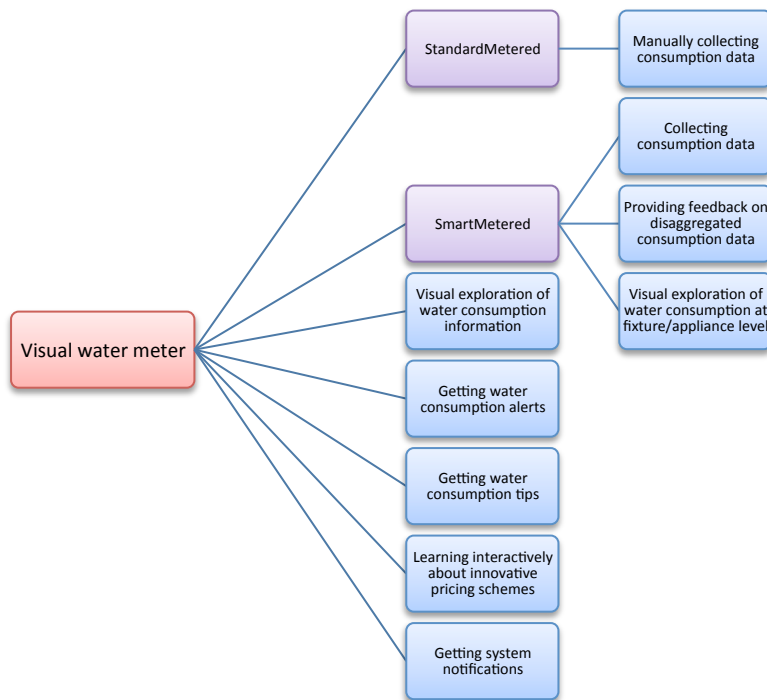 StandardMetered
Manually collecting
consumption data
Collecting
consumption data
SmartMetered
Providing feedback on
disaggregated
consumption data
Visual exploration of
water consumption
information
Visual exploration of
water consumption at
fixture/appliance level
Visual water meter
Getting water
consumption alerts
Getting water
consumption tips
Learning interactively
about innovative
pricing schemes
Getting system
notifications